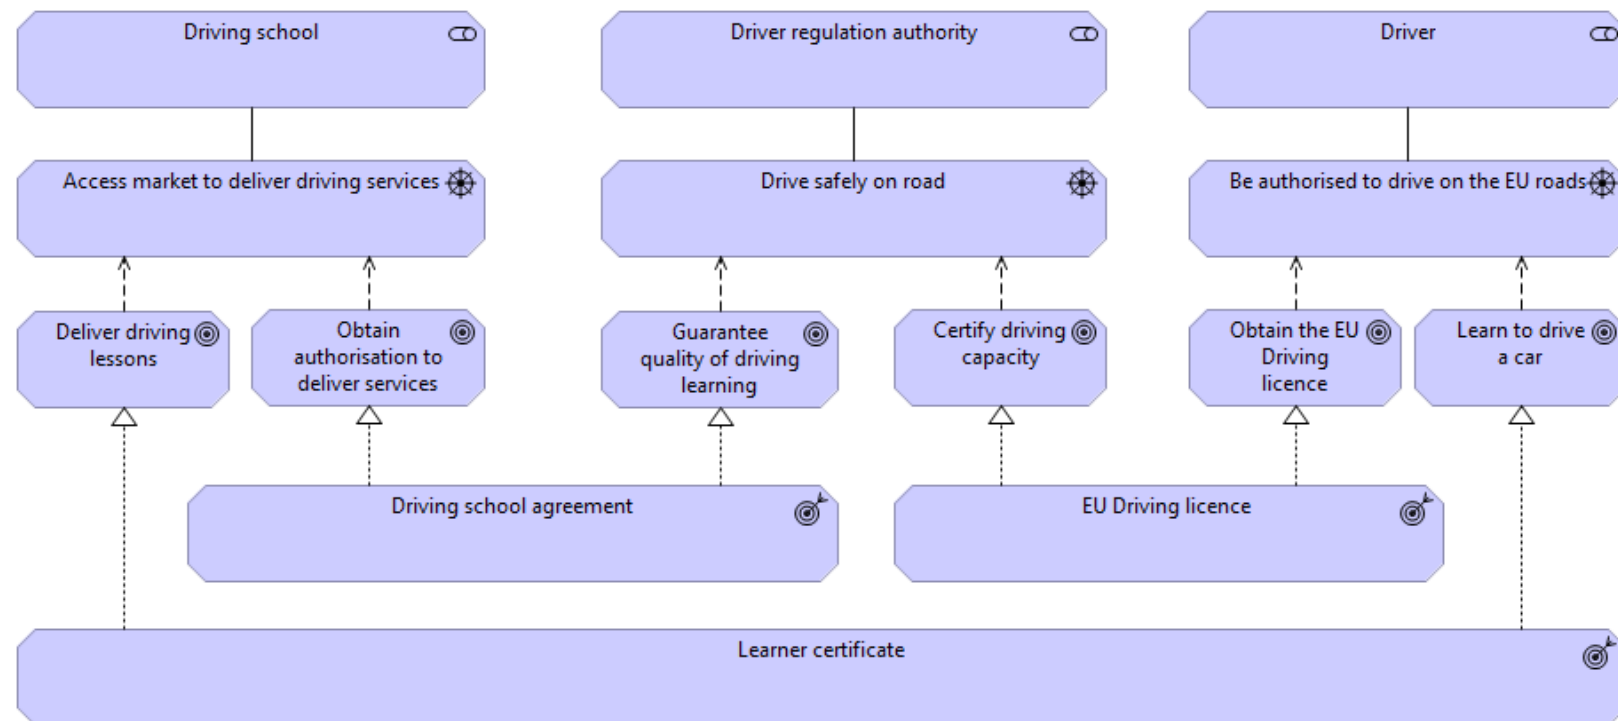 Driving school
Driver regulation authority
Driver
Access market to deliver driving services
Drive safely on road
Be authorised to drive on the EU roads
Deliver driving
lessons
Obtain
authorisation to
deliver services
Guarantee
quality of driving
learning
Certify driving
capacity
Obtain the EU
Driving
licence
Learn to drive
a car
Driving school agreement
EU Driving licence
Learner certificate